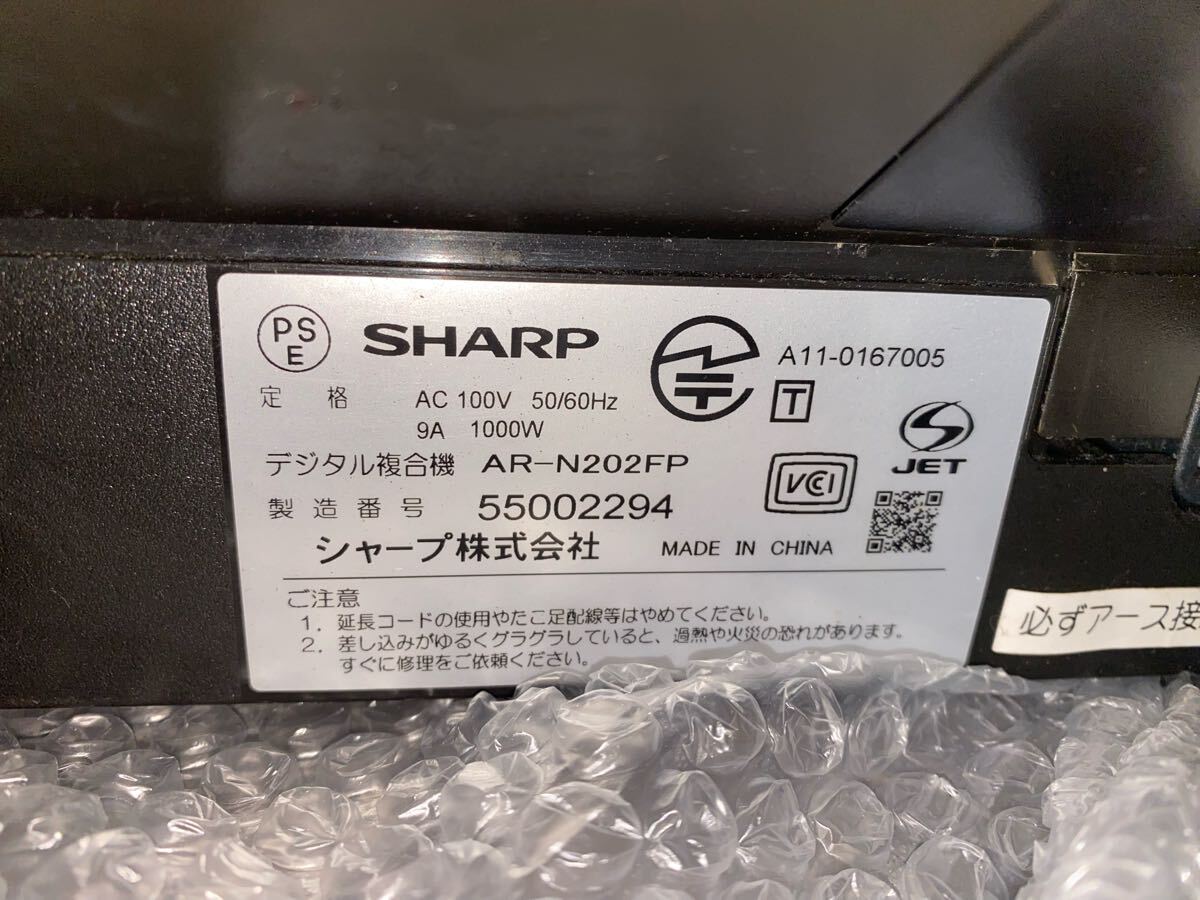 PSE
SHARP
A11-0167005
T
定格 AC 100V 50/60Hz
9A 1000W
JET
デジタル複合機 AR-N202FP
VCCI
製造番号 55002294
シャープ株式会社 MADE IN CHINA
ご注意
1. 延長コードの使用やたこ足配線等はやめてください。
2. 差し込みがゆるくグラグラしていると、過熱や火災の恐れがあります。
すぐに修理をご依頼ください。
必ずアース接